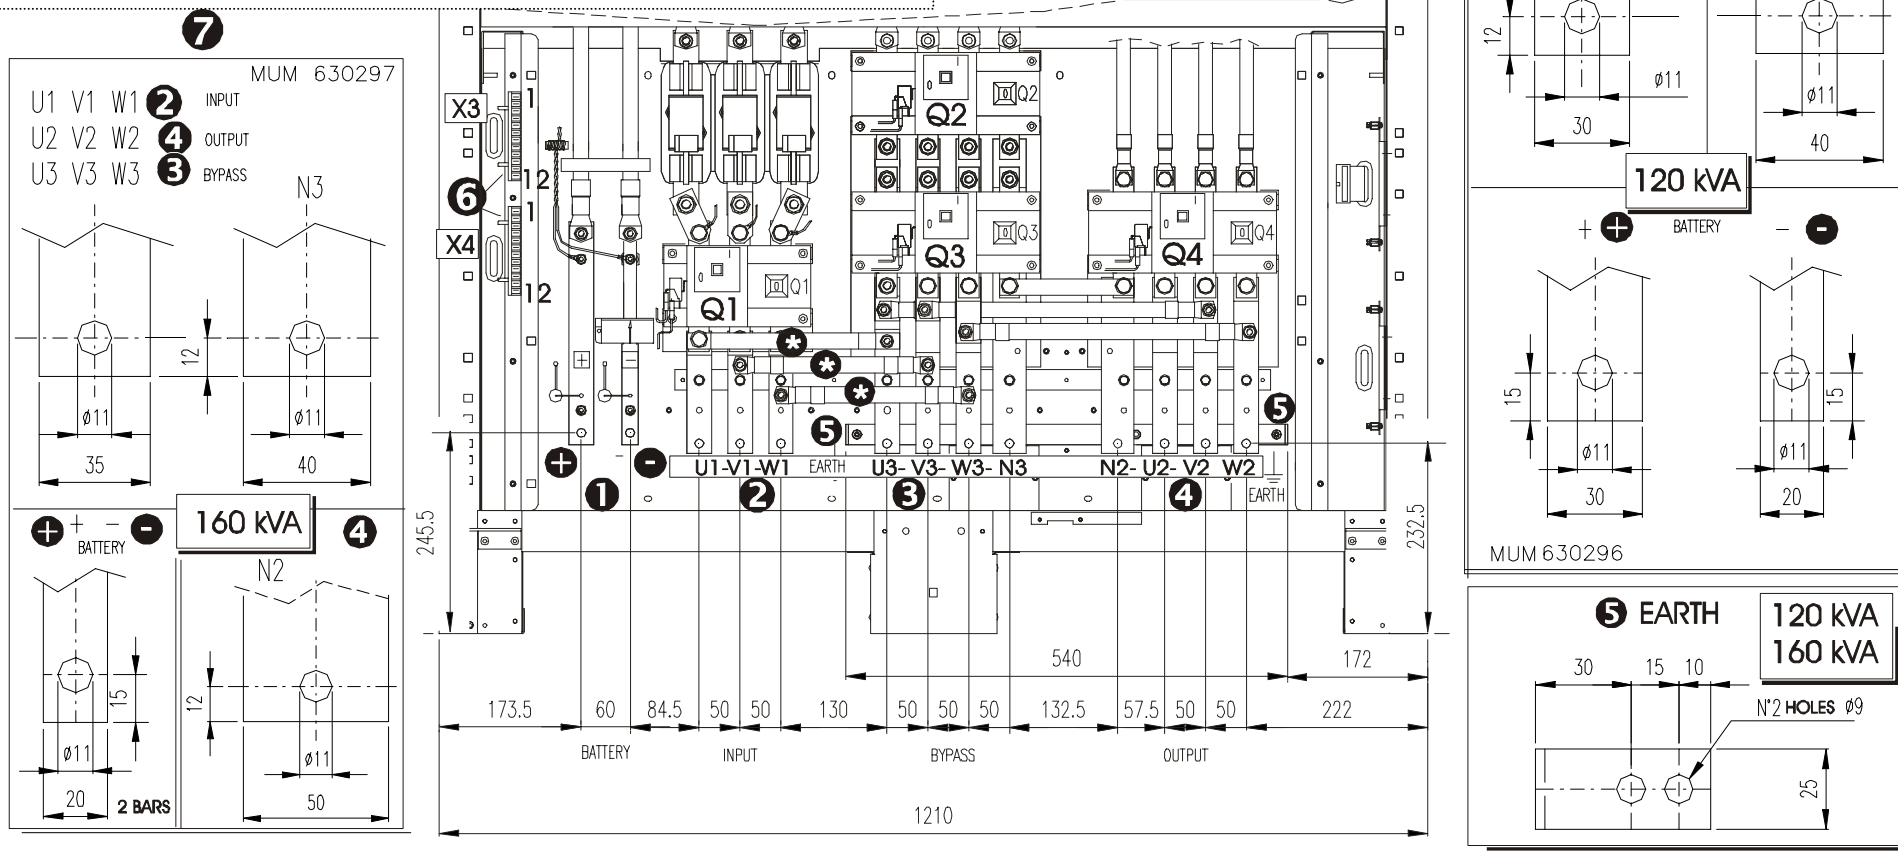 7
MUM 630297
U1 V1 W1 2 INPUT
U2 V2 W2 4 OUTPUT
U3 V3 W3 3 BYPASS
N3
12
ø11
ø11
35
40
+ + - -
BATTERY
160 kVA
4
N2
15
12
ø11
ø11
20
2 BARS
50
X3
1
12
6
X4
1
12
Q2
Q2
Q3
Q3
Q4
Q4
Q1
Q1
+
-
*
*
*
5
5
+ - -
U1-V1-W1
EARTH
U3- V3- W3- N3
N2- U2- V2 W2
1
2
3
4
EARTH
245.5
232.5
540
172
173.5
60
84.5
50
50
130
50
50
50
132.5
57.5
50
50
222
BATTERY
INPUT
BYPASS
OUTPUT
1210
12
ø11
ø11
30
40
120 kVA
+ +
BATTERY
- -
15
15
ø11
ø11
30
20
MUM 630296
5 EARTH
120 kVA
160 kVA
30
15
10
N°2 HOLES ø9
25